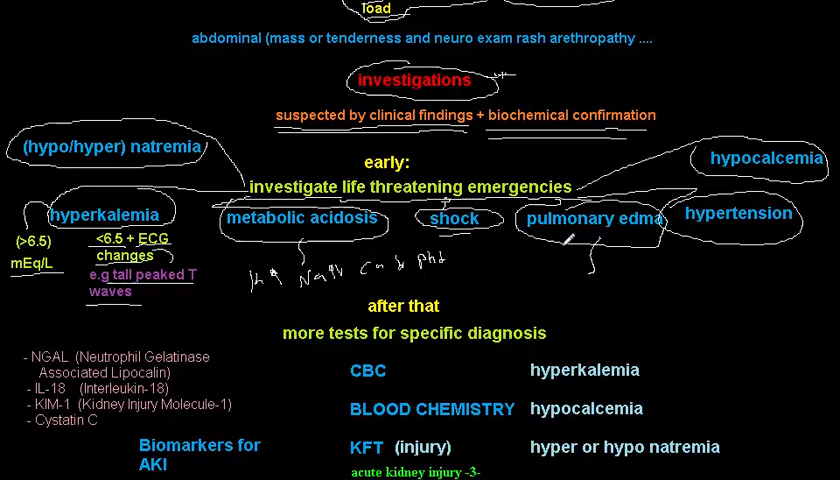 load
abdominal (mass or tenderness and neuro exam rash arethropathy ....
investigations
suspected by clinical findings + biochemical confirmation
(hypo/hyper) natremia
early:
hypocalcemia
investigate life threatening emergencies
hyperkalemia
metabolic acidosis
shock
pulmonary edma
hypertension
(>6.5)
mEq/L
<6.5 + ECG
changes
e.g tall peaked T
waves
after that
more tests for specific diagnosis
- NGAL (Neutrophil Gelatinase
Associated Lipocalin)
- IL-18 (Interleukin-18)
- KIM-1 (Kidney Injury Molecule-1)
- Cystatin C
Biomarkers for
AKI
CBC
hyperkalemia
BLOOD CHEMISTRY
hypocalcemia
KFT (injury)
hyper or hypo natremia
acute kidney injury -3-